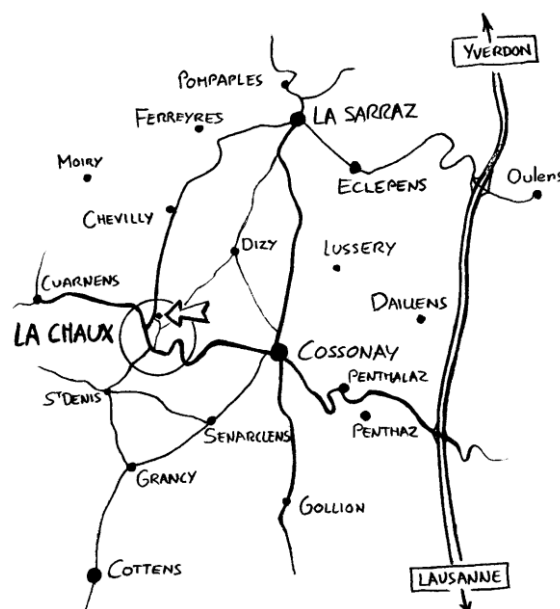 YVERDON
POMPAPLES
LA SARRAZ
FERREYRES
MOIRY
ECLEPENS
OULENS
CHEVILLY
DIZY
LUSSERY
CUARNENS
DAILLENS
LA CHAUX
COSSONAY
PENTHALAZ
ST DENIS
SENARCLENS
PENTHAZ
GRANCY
GOLLION
COTTENS
LAUSANNE